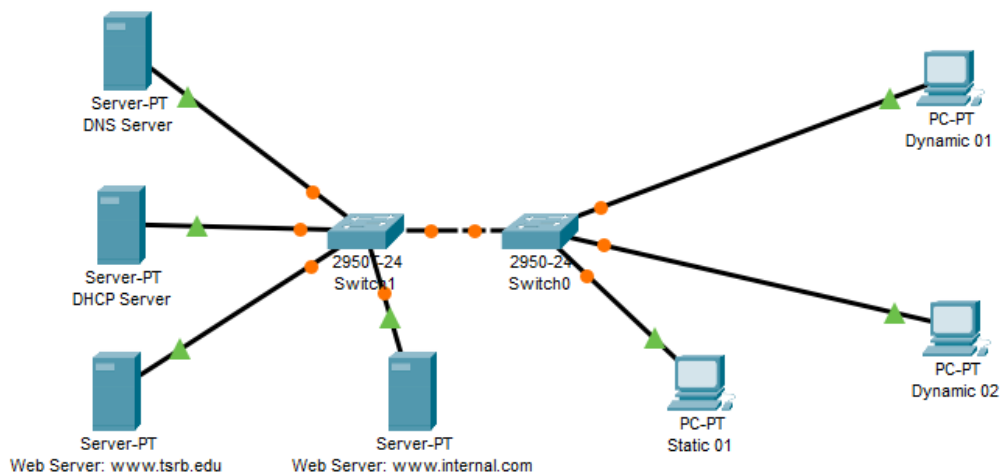 Server-PT
DNS Server
Server-PT
DHCP Server
Server-PT
Web Server: www.tsrb.edu
Server-PT
Web Server: www.internal.com
Switch1
2950-24
Switch0
PC-PT
Static 01
PC-PT
Dynamic 01
PC-PT
Dynamic 02